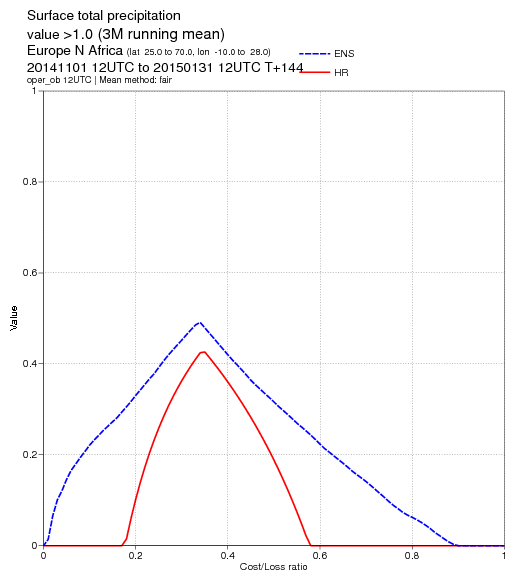 Surface total precipitation
value >1.0 (3M running mean)
Europe N Africa (lat 25.0 to 70.0, lon -10.0 to 28.0)
20141101 12UTC to 20150131 12UTC T+144
oper_ob 12UTC | Mean method: fair
ENS
HR
1
0.8
0.6
0.4
0.2
0
Value
0 0.2 0.4 0.6 0.8 1
Cost/Loss ratio